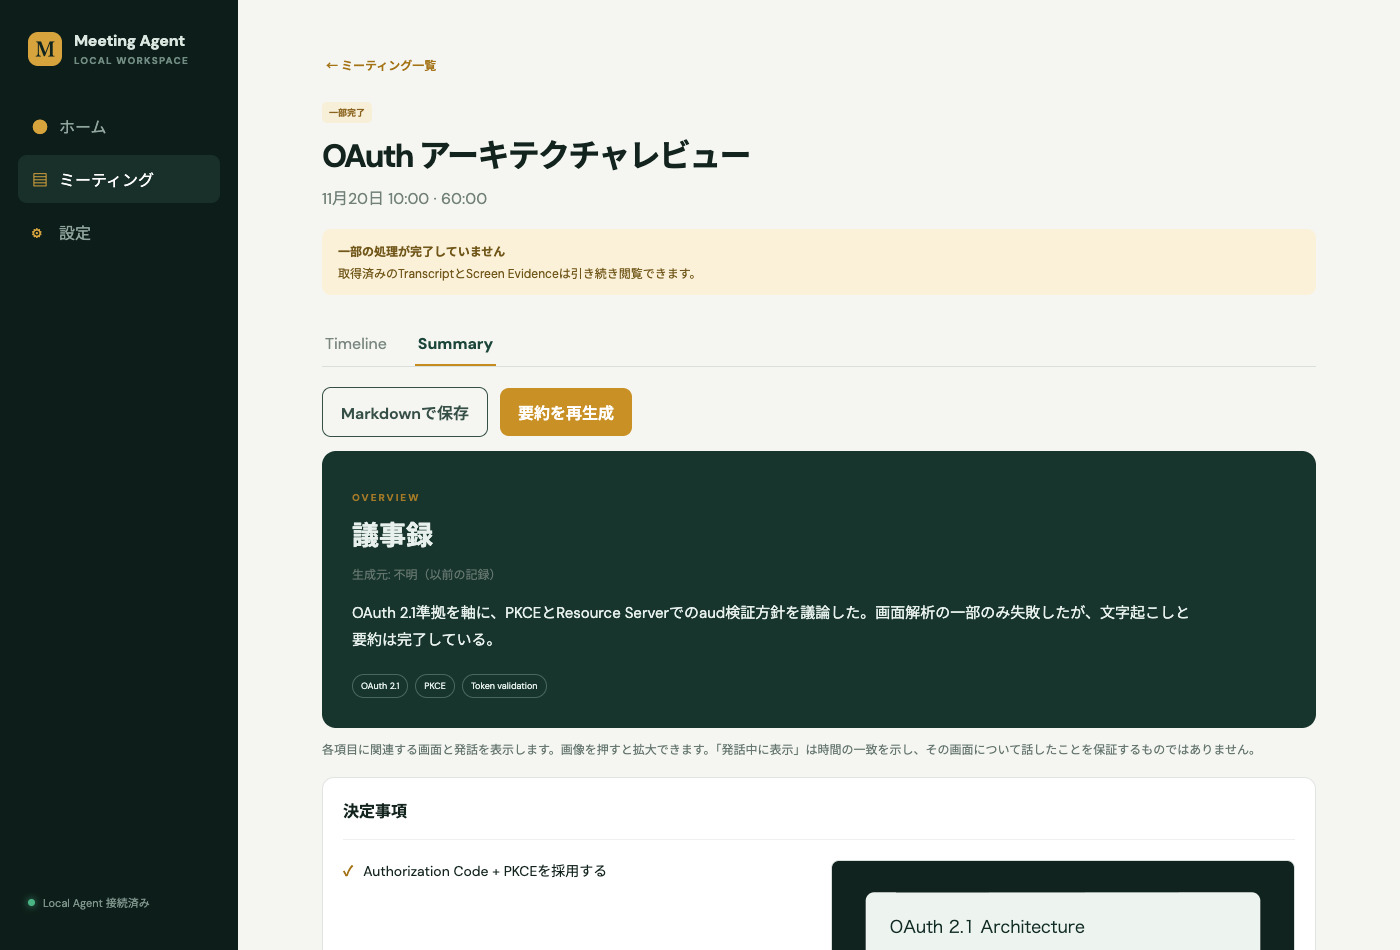 M
Meeting Agent
LOCAL WORKSPACE
ホーム
ミーティング
設定
Local Agent 接続済み
← ミーティング一覧
一部完了
OAuth アーキテクチャレビュー
11月20日 10:00 · 60:00
一部の処理が完了していません
取得済みのTranscriptとScreen Evidenceは引き続き閲覧できます。
Timeline
Summary
Markdownで保存
要約を再生成
OVERVIEW
議事録
生成元: 不明（以前の記録）
OAuth 2.1準拠を軸に、PKCEとResource Serverでのaud検証方針を議論した。画面解析の一部のみ失敗したが、文字起こしと
要約は完了している。
OAuth 2.1
PKCE
Token validation
各項目に関連する画面と発話を表示します。画像を押すと拡大できます。「発話中に表示」は時間の一致を示し、その画面について話したことを保証するものではありません。
決定事項
✓ Authorization Code + PKCEを採用する
OAuth 2.1 Architecture